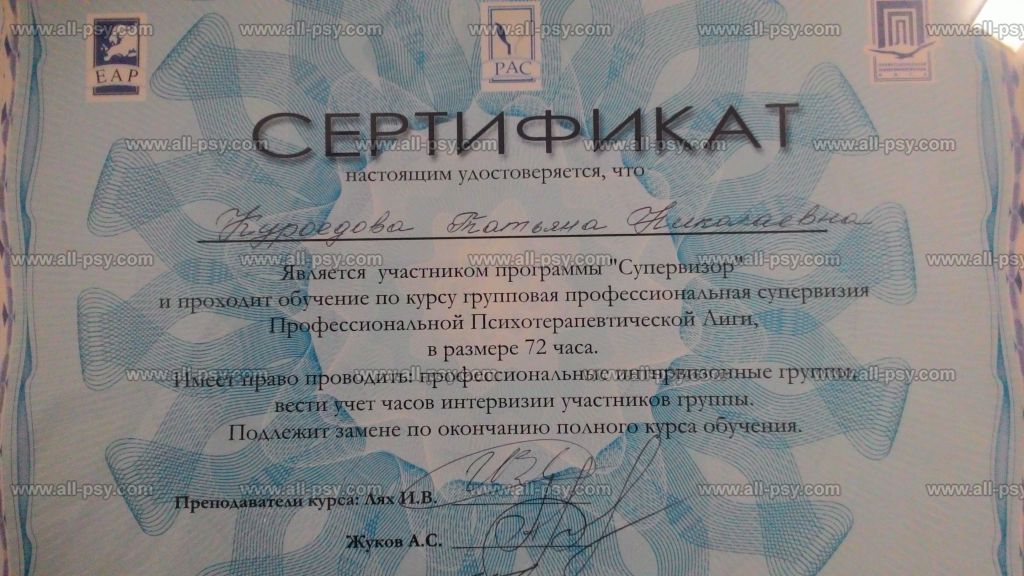 EAP
PAC
СЕРТИФИКАТ
настоящим удостоверяется, что
Куроедова Татьяна Николаевна
Является участником программы "Супервизор"
и проходит обучение по курсу групповая профессиональная супервизия
Профессиональной Психотерапевтической Лиги,
в размере 72 часа.
Имеет право проводить: профессиональные интнрвизонные группы,
вести учет часов интервизии участников группы.
Подлежит замене по окончанию полного курса обучения.
Преподаватели курса: Лях И.В.
Жуков А.С.
www.all-psy.com